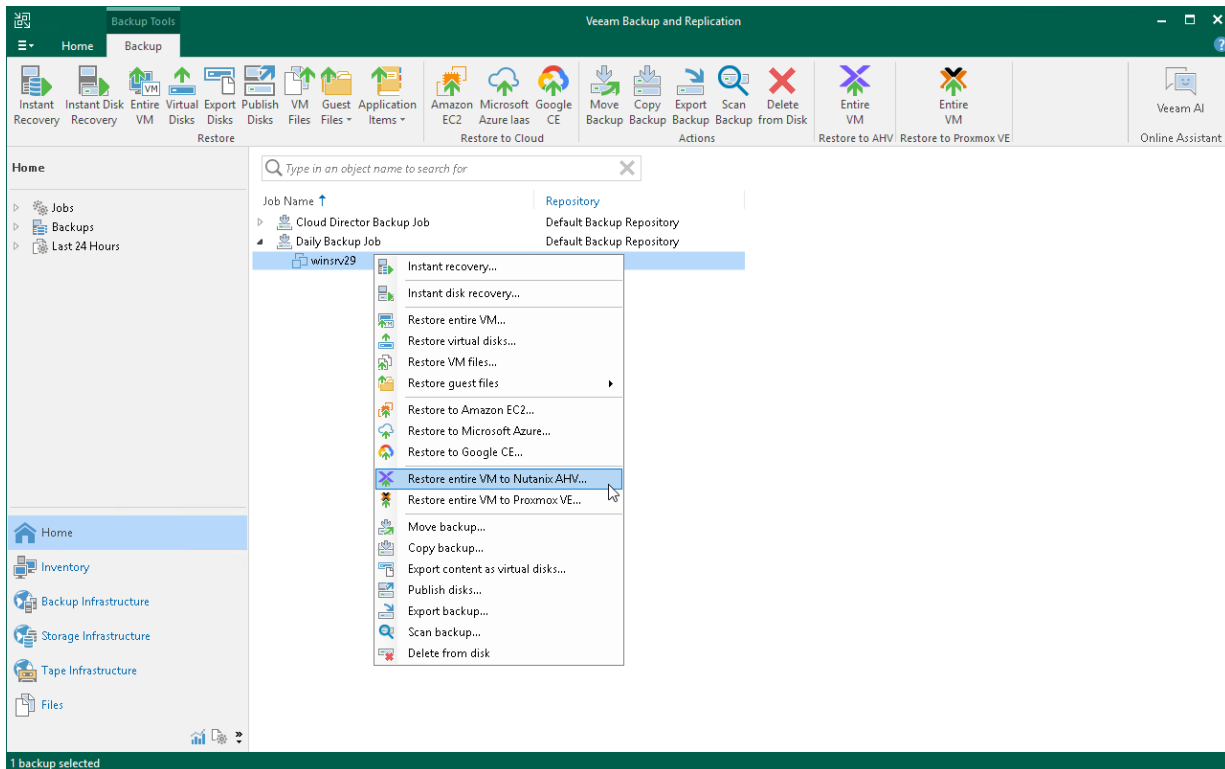 Backup Tools
Veeam Backup and Replication
Home
Backup
?
Instant Recovery
Instant Disk Recovery
Entire VM
Virtual Disks
Export Disks
Publish Disks
VM Files
Guest Files
Application Items
Restore
Amazon EC2
Microsoft Azure Iaas
Google CE
Restore to Cloud
Move Backup
Copy Backup
Export Backup
Scan Backup
Delete from Disk
Actions
Entire VM
Restore to AHV
Entire VM
Restore to Proxmox VE
Veeam AI
Online Assistant
Home
Jobs
Backups
Last 24 Hours
Type in an object name to search for
Job Name Repository
Cloud Director Backup Job Default Backup Repository
Daily Backup Job Default Backup Repository
winsrv29
Instant recovery...
Instant disk recovery...
Restore entire VM...
Restore virtual disks...
Restore VM files...
Restore guest files
Restore to Amazon EC2...
Restore to Microsoft Azure...
Restore to Google CE...
Restore entire VM to Nutanix AHV...
Restore entire VM to Proxmox VE...
Move backup...
Copy backup...
Export content as virtual disks...
Publish disks...
Export backup...
Scan backup...
Delete from disk
Home
Inventory
Backup Infrastructure
Storage Infrastructure
Tape Infrastructure
Files
1 backup selected